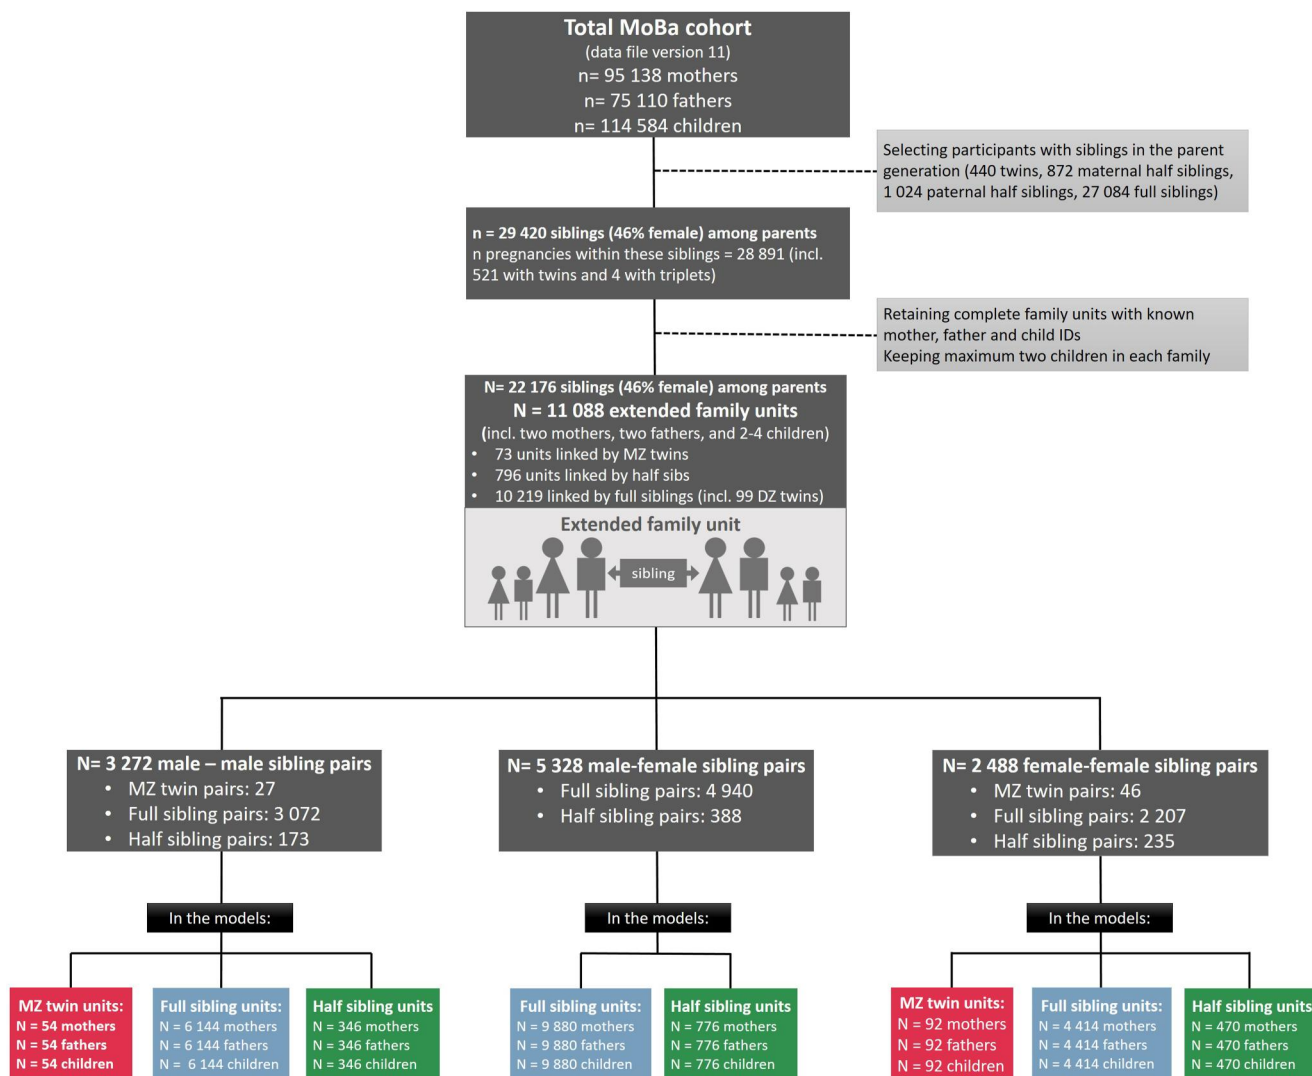 Total MoBa cohort
(data file version 11)
n= 95 138 mothers
n= 75 110 fathers
n= 114 584 children
Selecting participants with siblings in the parent
generation (440 twins, 872 maternal half siblings,
1 024 paternal half siblings, 27 084 full siblings)
n = 29 420 siblings (46% female) among parents
n pregnancies within these siblings = 28 891 (incl.
521 with twins and 4 with triplets)
Retaining complete family units with known
mother, father and child IDs
Keeping maximum two children in each family
N= 22 176 siblings (46% female) among parents
N = 11 088 extended family units
(incl. two mothers, two fathers, and 2-4 children)
• 73 units linked by MZ twins
• 796 units linked by half sibs
• 10 219 linked by full siblings (incl. 99 DZ twins)
Extended family unit
sibling
N= 3 272 male – male sibling pairs
• MZ twin pairs: 27
• Full sibling pairs: 3 072
• Half sibling pairs: 173
N= 5 328 male-female sibling pairs
• Full sibling pairs: 4 940
• Half sibling pairs: 388
N= 2 488 female-female sibling pairs
• MZ twin pairs: 46
• Full sibling pairs: 2 207
• Half sibling pairs: 235
In the models:
In the models:
In the models:
MZ twin units:
N = 54 mothers
N = 54 fathers
N = 54 children
Full sibling units:
N = 6 144 mothers
N = 6 144 fathers
N = 6 144 children
Half sibling units
N = 346 mothers
N = 346 fathers
N = 346 children
Full sibling units:
N = 9 880 mothers
N = 9 880 fathers
N = 9 880 children
Half sibling units
N = 776 mothers
N = 776 fathers
N = 776 children
MZ twin units:
N = 92 mothers
N = 92 fathers
N = 92 children
Full sibling units:
N = 4 414 mothers
N = 4 414 fathers
N = 4 414 children
Half sibling units
N = 470 mothers
N = 470 fathers
N = 470 children